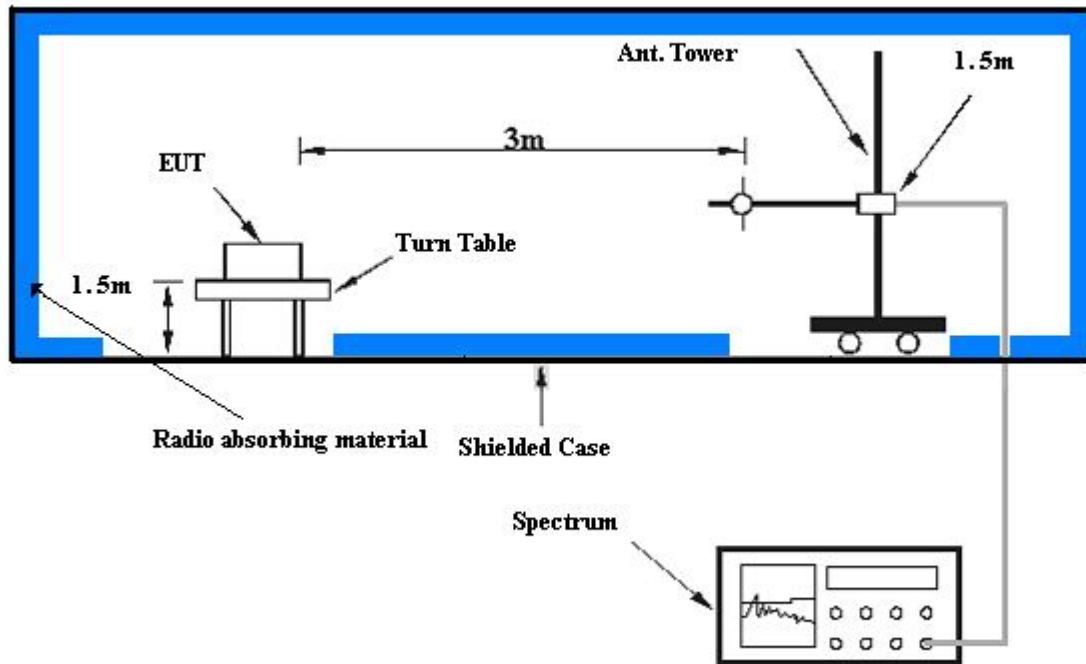 Ant. Tower
1.5m
3m
EUT
Turn Table
1.5m
Radio absorbing material
Shielded Case
Spectrum